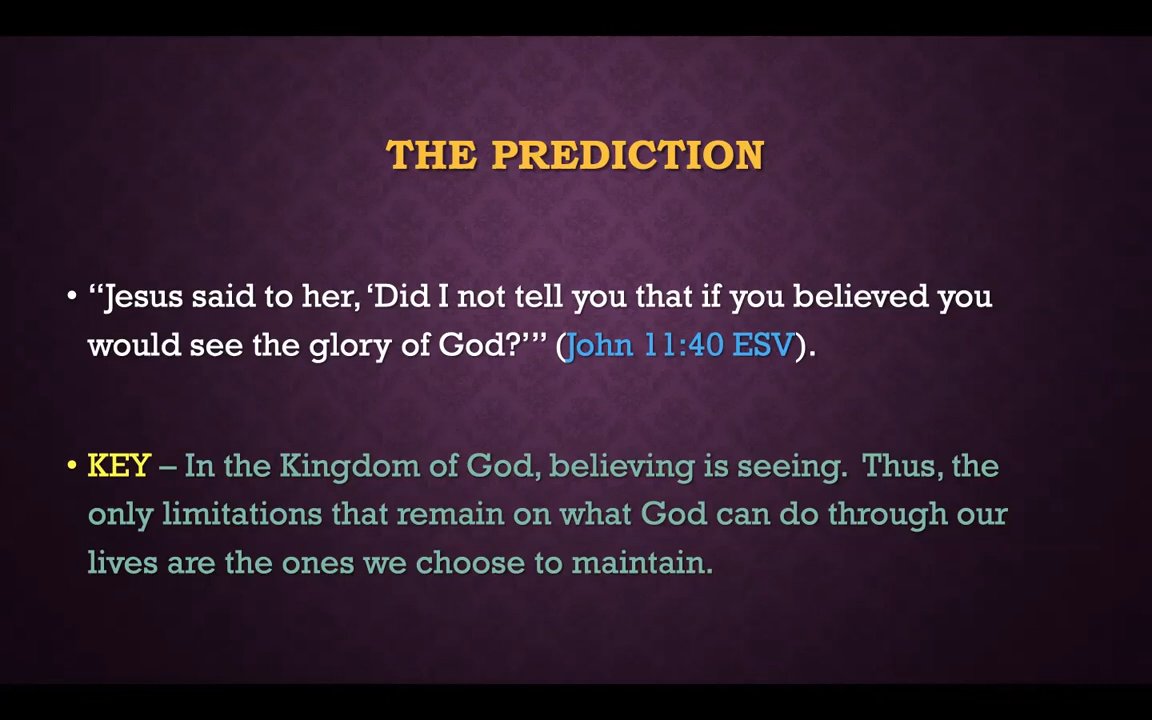 THE PREDICTION
• “Jesus said to her, ‘Did I not tell you that if you believed you
would see the glory of God?’” (John 11:40 ESV).
• KEY – In the Kingdom of God, believing is seeing.  Thus, the
only limitations that remain on what God can do through our
lives are the ones we choose to maintain.